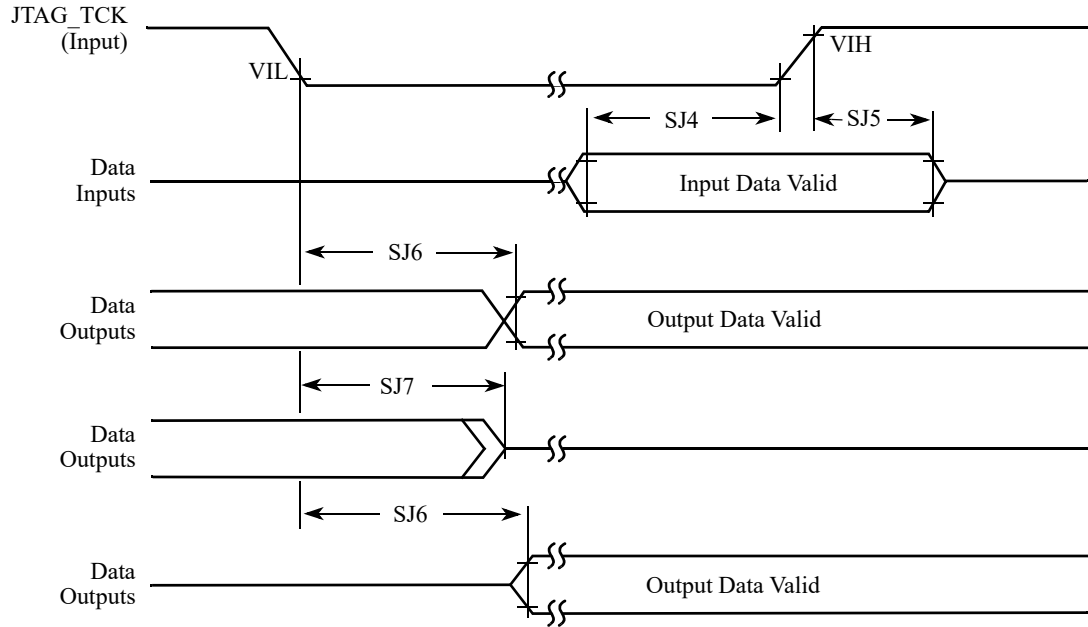 JTAG_TCK
(Input)
VIL
VIH
SJ4
SJ5
Data
Inputs
Input Data Valid
SJ6
Data
Outputs
Output Data Valid
SJ7
Data
Outputs
SJ6
Data
Outputs
Output Data Valid